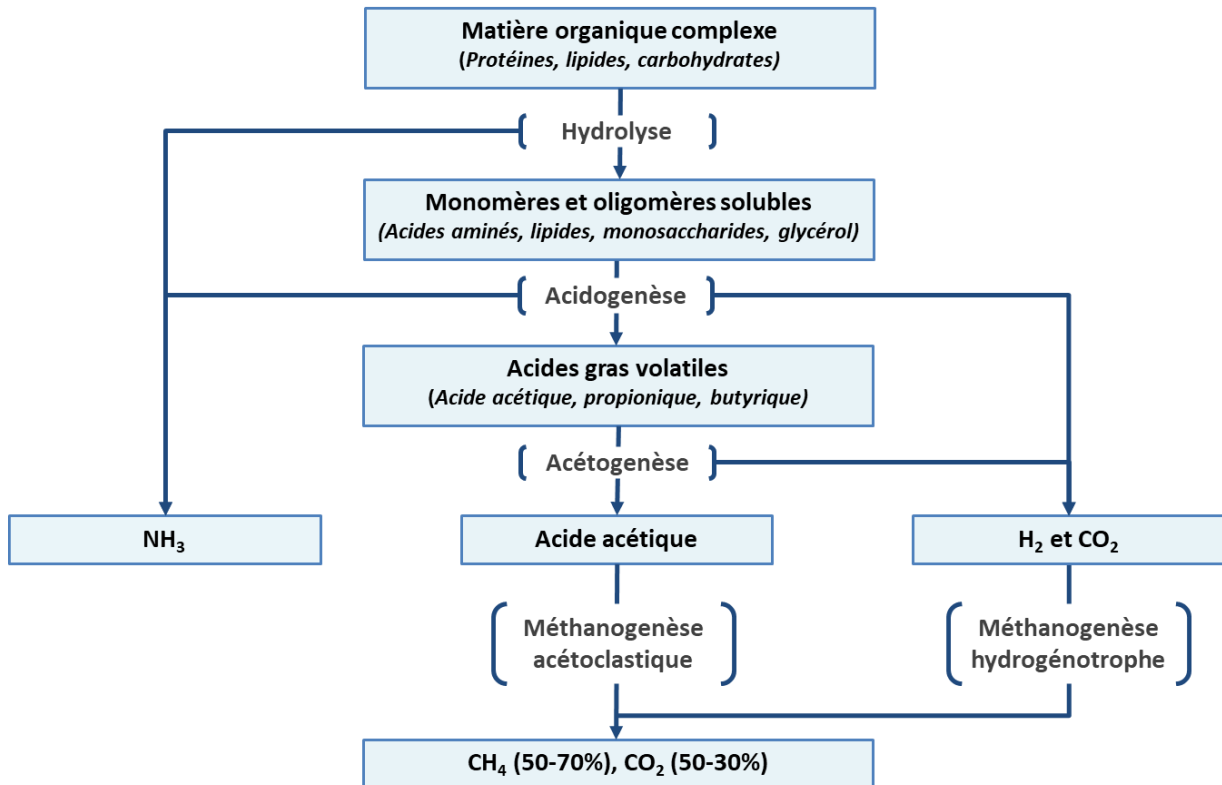 Matière organique complexe
(Protéines, lipides, carbohydrates)
Hydrolyse
Monomères et oligomères solubles
(Acides aminés, lipides, monosaccharides, glycérol)
Acidogenèse
Acides gras volatiles
(Acide acétique, propionique, butyrique)
Acétogenèse
NH₃
Acide acétique
H₂ et CO₂
Méthanogenèse
acétoclastique
Méthanogenèse
hydrogénotrophe
CH₄ (50-70%), CO₂ (50-30%)